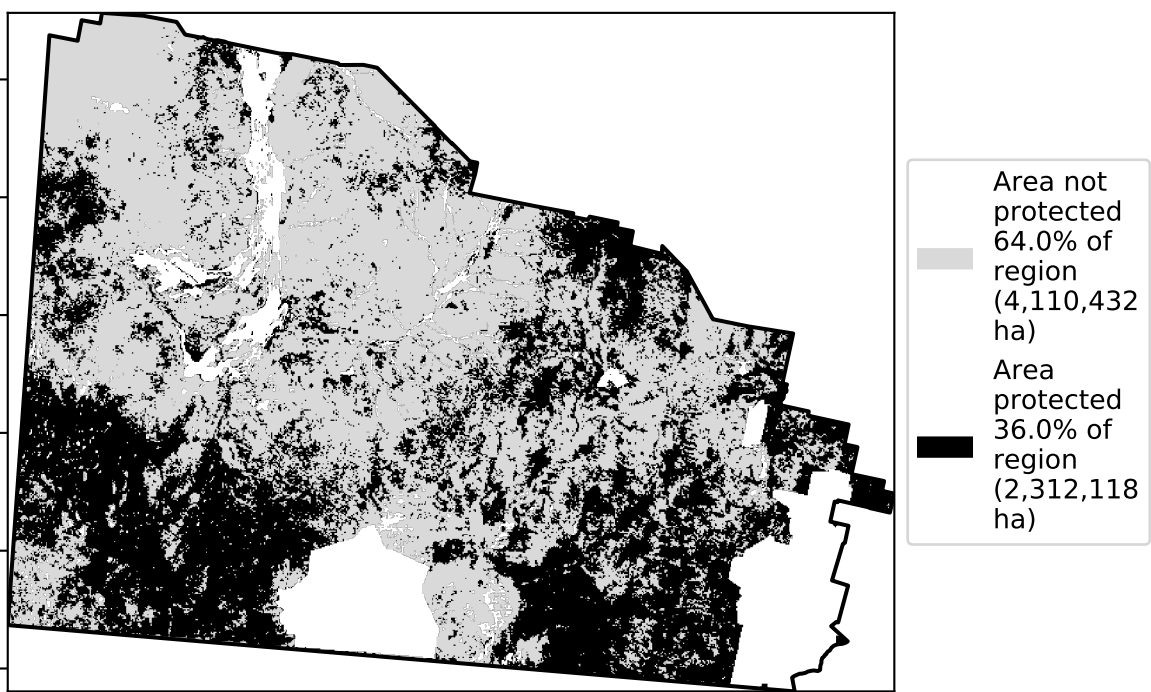 Area not
protected
64.0% of
region
(4,110,432
ha)
Area
protected
36.0% of
region
(2,312,118
ha)